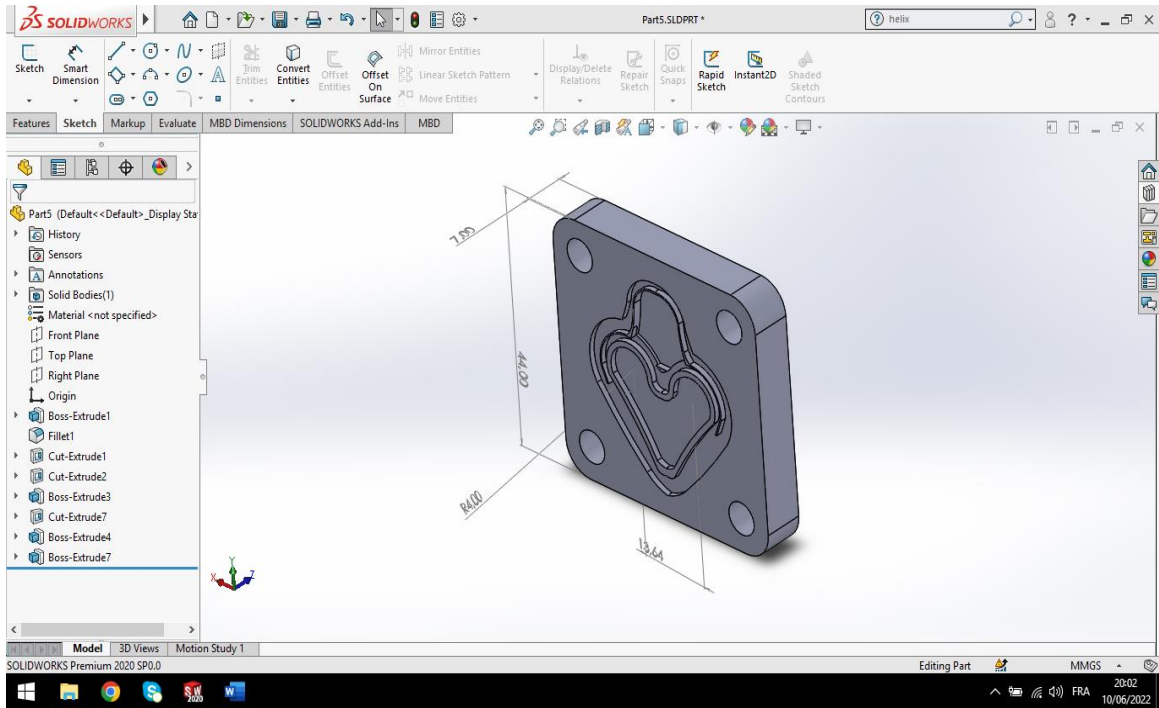 SOLIDWORKS
Part5.SLDPRT *
helix
?
Sketch
Smart Dimension
Trim Entities
Convert Entities
Offset Entities
Offset On Surface
Mirror Entities
Linear Sketch Pattern
Move Entities
Display/Delete Relations
Repair Sketch
Quick Snaps
Rapid Sketch
Instant2D
Shaded Sketch Contours
Features
Sketch
Markup
Evaluate
MBD Dimensions
SOLIDWORKS Add-Ins
MBD
Part5 (Default<<Default>_Display Sta
History
Sensors
Annotations
Solid Bodies(1)
Material <not specified>
Front Plane
Top Plane
Right Plane
Origin
Boss-Extrude1
Fillet1
Cut-Extrude1
Cut-Extrude2
Boss-Extrude3
Cut-Extrude7
Boss-Extrude4
Boss-Extrude7
44.00
R4.00
18.64
Y
X
Z
Model
3D Views
Motion Study 1
SOLIDWORKS Premium 2020 SP0.0
Editing Part
MMGS
FRA
20:02
10/06/2022